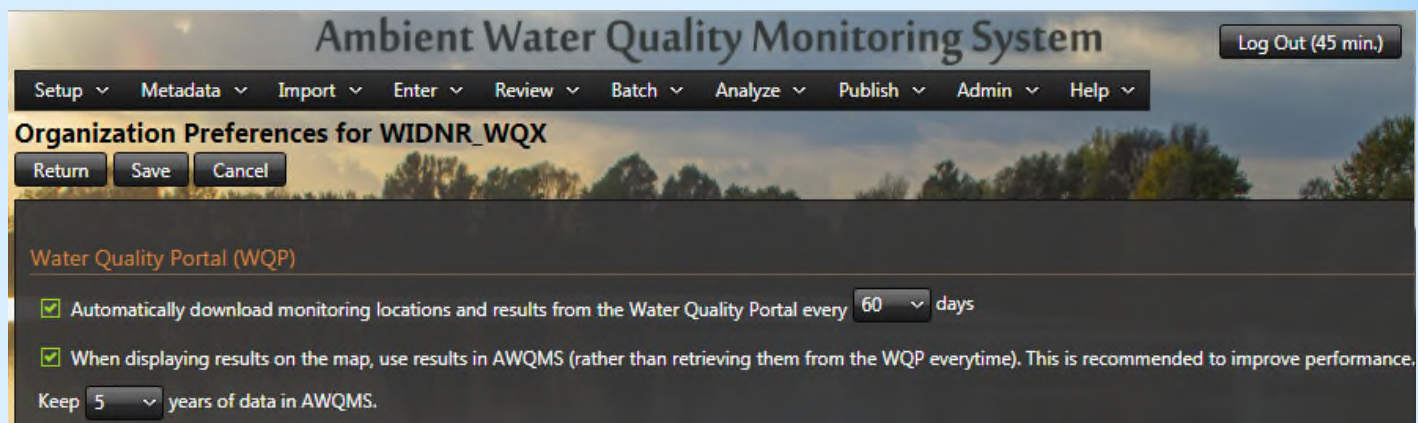 Ambient Water Quality Monitoring System
Log Out (45 min.)
Setup Metadata Import Enter Review Batch Analyze Publish Admin Help
Organization Preferences for WIDNR_WQX
Return Save Cancel
Water Quality Portal (WQP)
Automatically download monitoring locations and results from the Water Quality Portal every 60 days
When displaying results on the map, use results in AWQMS (rather than retrieving them from the WQP everytime). This is recommended to improve performance.
Keep 5 years of data in AWQMS.